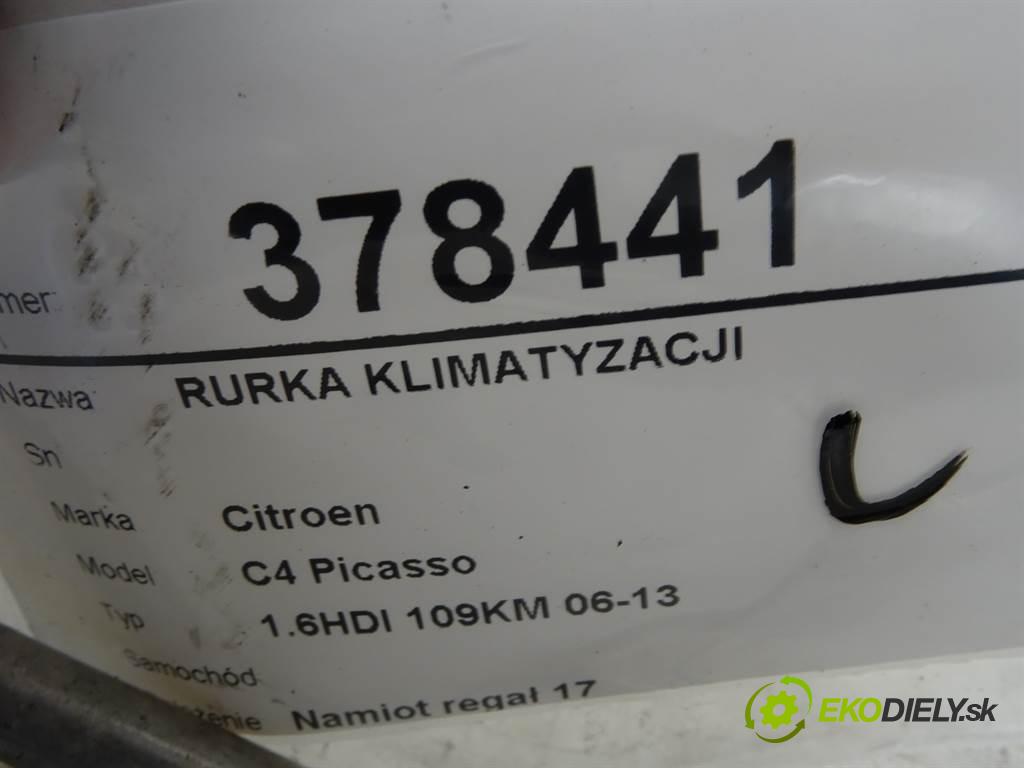 mer: 378441
Nazwa RURKA KLIMATYZACJI
Sn
Marka Citroen
Model C4 Picasso
Typ 1.6HDI 109KM 06-13
Samochód
Namiot regał 17
EKODIELY.sk